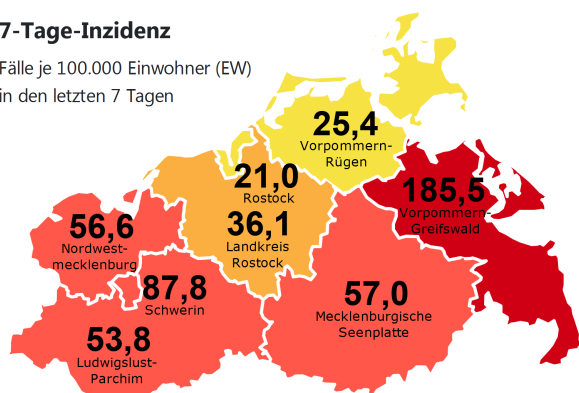 7-Tage-Inzidenz
Fälle je 100.000 Einwohner (EW)
in den letzten 7 Tagen
25,4
Vorpommern-
Rügen
21,0
Rostock
185,5
Vorpommern-
Greifswald
36,1
Landkreis
Rostock
56,6
Nordwest-
mecklenburg
87,8
Schwerin
57,0
Mecklenburgische
Seenplatte
53,8
Ludwigslust-
Parchim